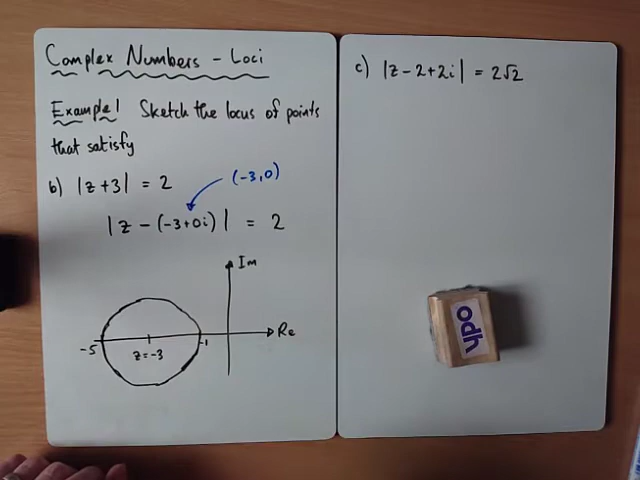 Complex Numbers - Loci
Example! Sketch the locus of points
that satisfy
b) |z+3| = 2
(-3,0)
|z - (-3+0i)| = 2
Im
Re
-5
z=-3
-1
c) |z-2+2i| = 2√2
ypo